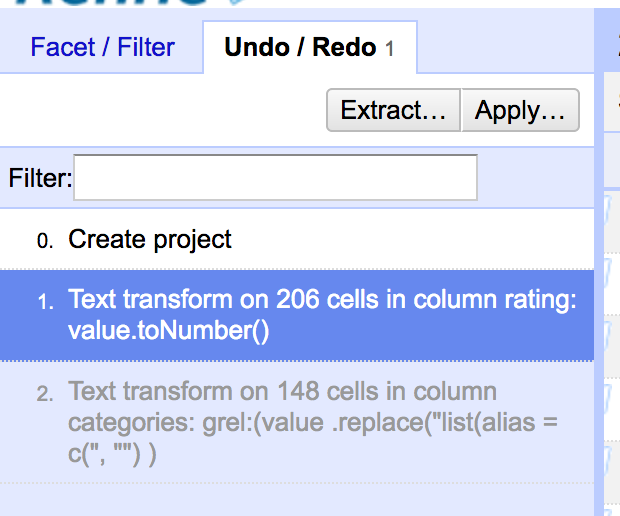 Facet / Filter
Undo / Redo 1
Extract...
Apply...
Filter:
0. Create project
1. Text transform on 206 cells in column rating:
value.toNumber()
2. Text transform on 148 cells in column
categories: grel:(value .replace("list(alias =
c(", "") )